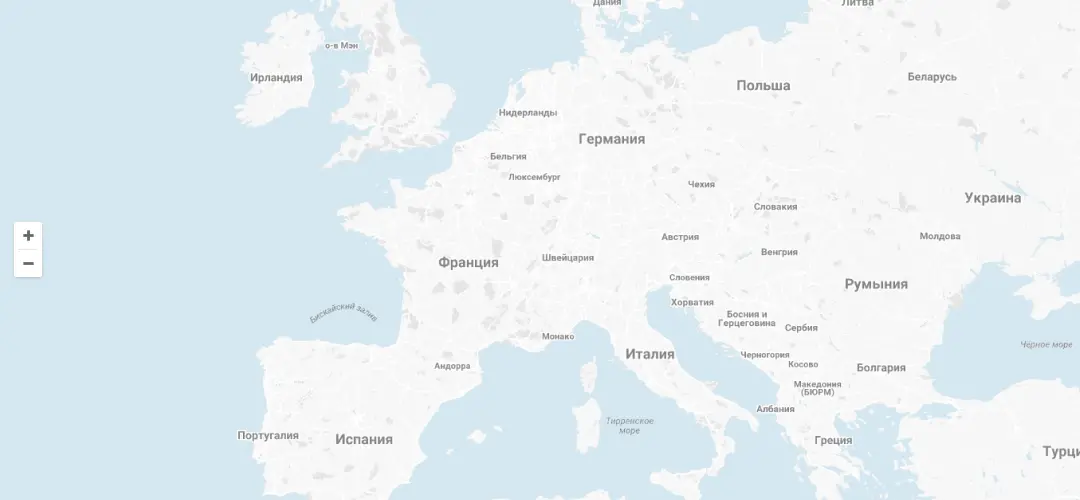 Дания
Литва
о-в Мэн
Ирландия
Беларусь
Польша
Нидерланды
Германия
Бельгия
Люксембург
Чехия
Украина
Словакия
Австрия
Молдова
Венгрия
Швейцария
Франция
Словения
Румыния
Хорватия
Бискайский залив
Босния и
Герцеговина
Сербия
Монако
Чёрное море
Италия
Черногория
Косово
Андорра
Болгария
Македония
(БЮРМ)
Албания
Тирренское
море
Португалия
Испания
Греция
Турци
+
−